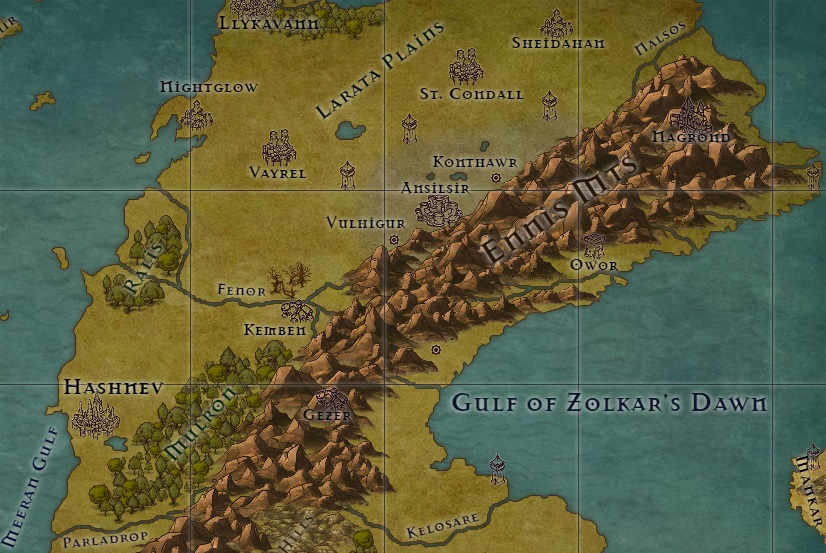 Llykavann
Larata Plains
Sheidahan
Nalsos
Nightglow
St. Condall
Nagrond
Vayrel
Konthawr
Ansilsir
Ennis Mts
Vulhigur
Ralis
Owor
Fenor
Kemben
Hashnev
Gulf of Zolkar's Dawn
Gezer
Mulron
Meeran Gulf
Mankar
Kelosare
Hills
Parladrop